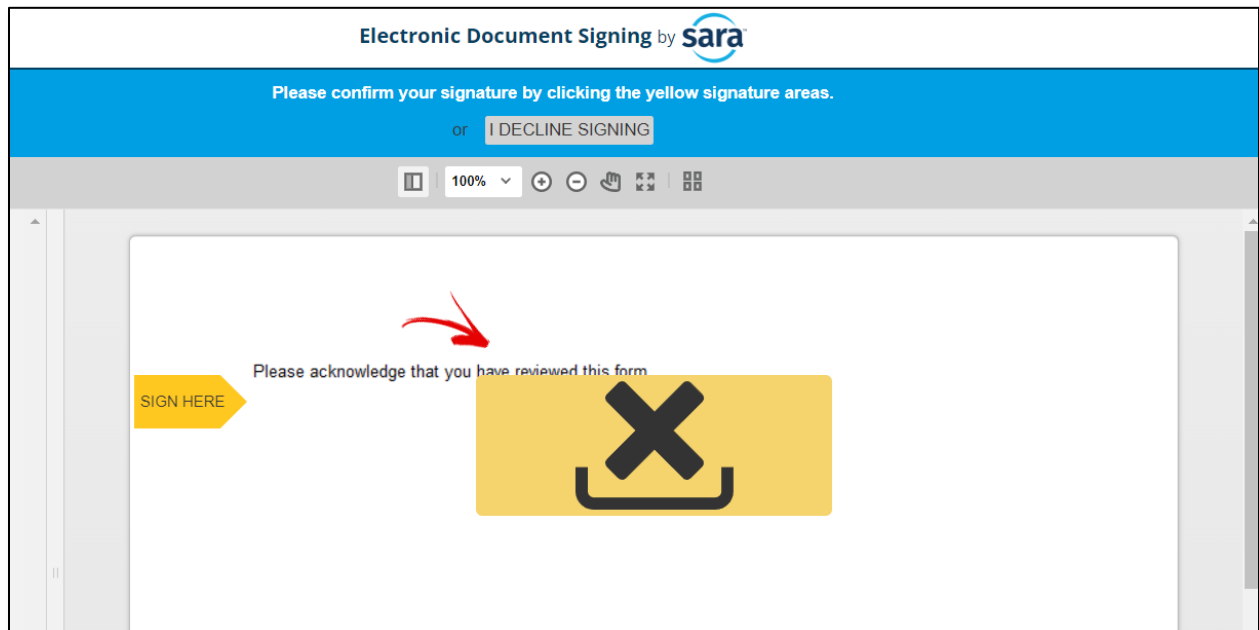 Electronic Document Signing by sara
Please confirm your signature by clicking the yellow signature areas.
or I DECLINE SIGNING
100%
Please acknowledge that you have reviewed this form
SIGN HERE